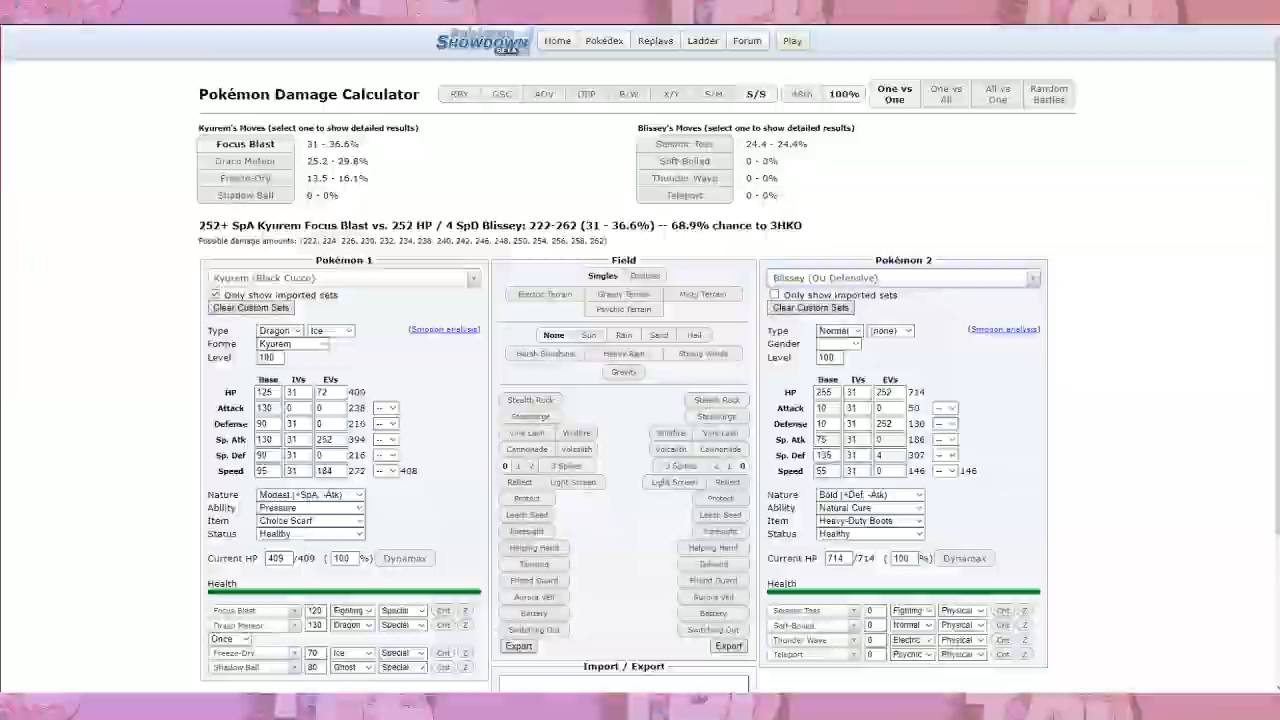 SHOWDOWN BETA Home Pokédex Replays Ladder Forum Play
Pokémon Damage Calculator RBY GSC ADV DPP B/W X/Y S/M S/S 48th 100% One vs One One vs All All vs One Random Battles
Kyurem's Moves (select one to show detailed results)
Focus Blast 31 - 36.6%
Draco Meteor 25.2 - 29.8%
Freeze-Dry 13.5 - 16.1%
Shadow Ball 0 - 0%
Blissey's Moves (select one to show detailed results)
Seismic Toss 24.4 - 24.4%
Soft-Boiled 0 - 0%
Thunder Wave 0 - 0%
Teleport 0 - 0%
252+ SpA Kyurem Focus Blast vs. 252 HP / 4 SpD Blissey: 222-262 (31 - 36.6%) -- 68.9% chance to 3HKO
Possible damage amounts: (222, 224, 226, 230, 232, 234, 238, 240, 242, 246, 248, 250, 254, 256, 258, 262)
Pokémon 1
Kyurem (Black Cucco)
Only show imported sets
Clear Custom Sets
Type Dragon Ice (Smogon analysis)
Forme Kyurem
Level 100
Base IVs EVs
HP 125 31 72 409
Attack 130 0 0 238 --
Defense 90 31 0 216 --
Sp. Atk 130 31 252 394 --
Sp. Def 90 31 0 216 --
Speed 95 31 184 272 -- 408
Nature Modest (+SpA, -Atk)
Ability Pressure
Item Choice Scarf
Status Healthy
Current HP 409 /409 ( 100 %) Dynamax
Health
Focus Blast 120 Fighting Special Crit Z
Draco Meteor 130 Dragon Special Crit Z
Once
Freeze-Dry 70 Ice Special Crit Z
Shadow Ball 80 Ghost Special Crit Z
Field
Singles Doubles
Electric Terrain Grassy Terrain Misty Terrain
Psychic Terrain
None Sun Rain Sand Hail
Harsh Sunshine Heavy Rain Strong Winds
Gravity
Stealth Rock Stealth Rock
Steelsurge Steelsurge
Vine Lash Wildfire Wildfire Vine Lash
Cannonade Volcalith Volcalith Cannonade
0 1 2 3 Spikes 3 Spikes 2 1 0
Reflect Light Screen Light Screen Reflect
Protect Protect
Leech Seed Leech Seed
Foresight Foresight
Helping Hand Helping Hand
Tailwind Tailwind
Friend Guard Friend Guard
Aurora Veil Aurora Veil
Battery Battery
Switching Out Switching Out
Export Export
Import / Export
Pokémon 2
Blissey (OU Defensive)
Only show imported sets
Clear Custom Sets
Type Normal (none) (Smogon analysis)
Gender
Level 100
Base IVs EVs
HP 255 31 252 714
Attack 10 31 0 50 --
Defense 10 31 252 130 --
Sp. Atk 75 31 0 186 --
Sp. Def 135 31 4 307 --
Speed 55 31 0 146 -- 146
Nature Bold (+Def, -Atk)
Ability Natural Cure
Item Heavy-Duty Boots
Status Healthy
Current HP 714 /714 ( 100 %) Dynamax
Health
Seismic Toss 0 Fighting Physical Crit Z
Soft-Boiled 0 Normal Physical Crit Z
Thunder Wave 0 Electric Physical Crit Z
Teleport 0 Psychic Physical Crit Z